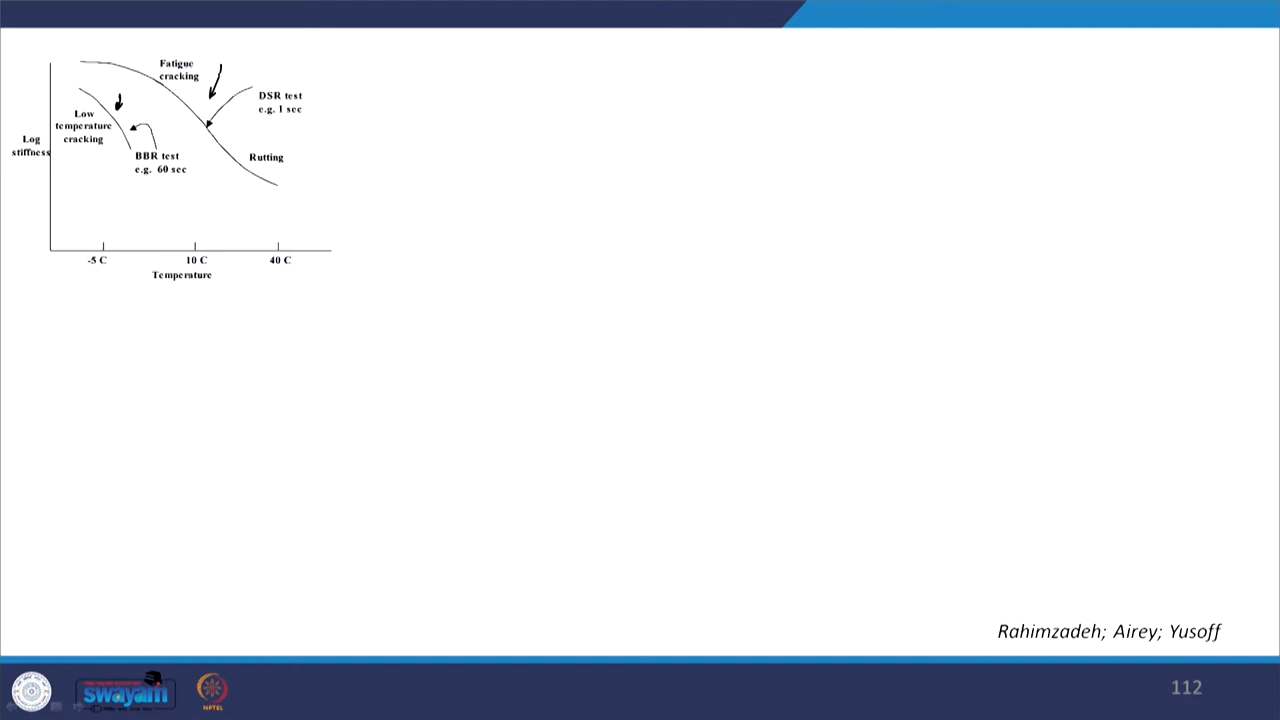 Fatigue
cracking
DSR test
e.g. 1 sec
Low
temperature
cracking
Log
stiffness
BBR test
e.g. 60 sec
Rutting
-5 C
10 C
40 C
Temperature
Rahimzadeh; Airey; Yusoff
swayam
NPTEL
112